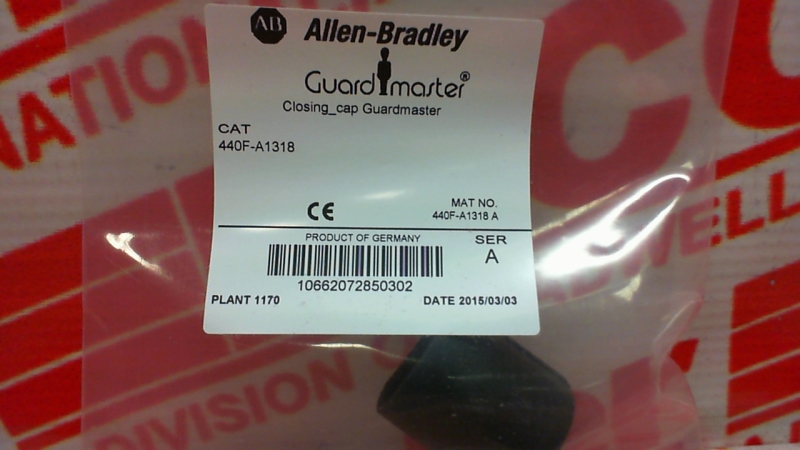 AB Allen-Bradley
Guardmaster®
Closing_cap Guardmaster
CAT
440F-A1318
CE
MAT NO.
440F-A1318 A
PRODUCT OF GERMANY
SER
A
10662072850302
PLANT 1170
DATE 2015/03/03
NATION
CO
DIVISION